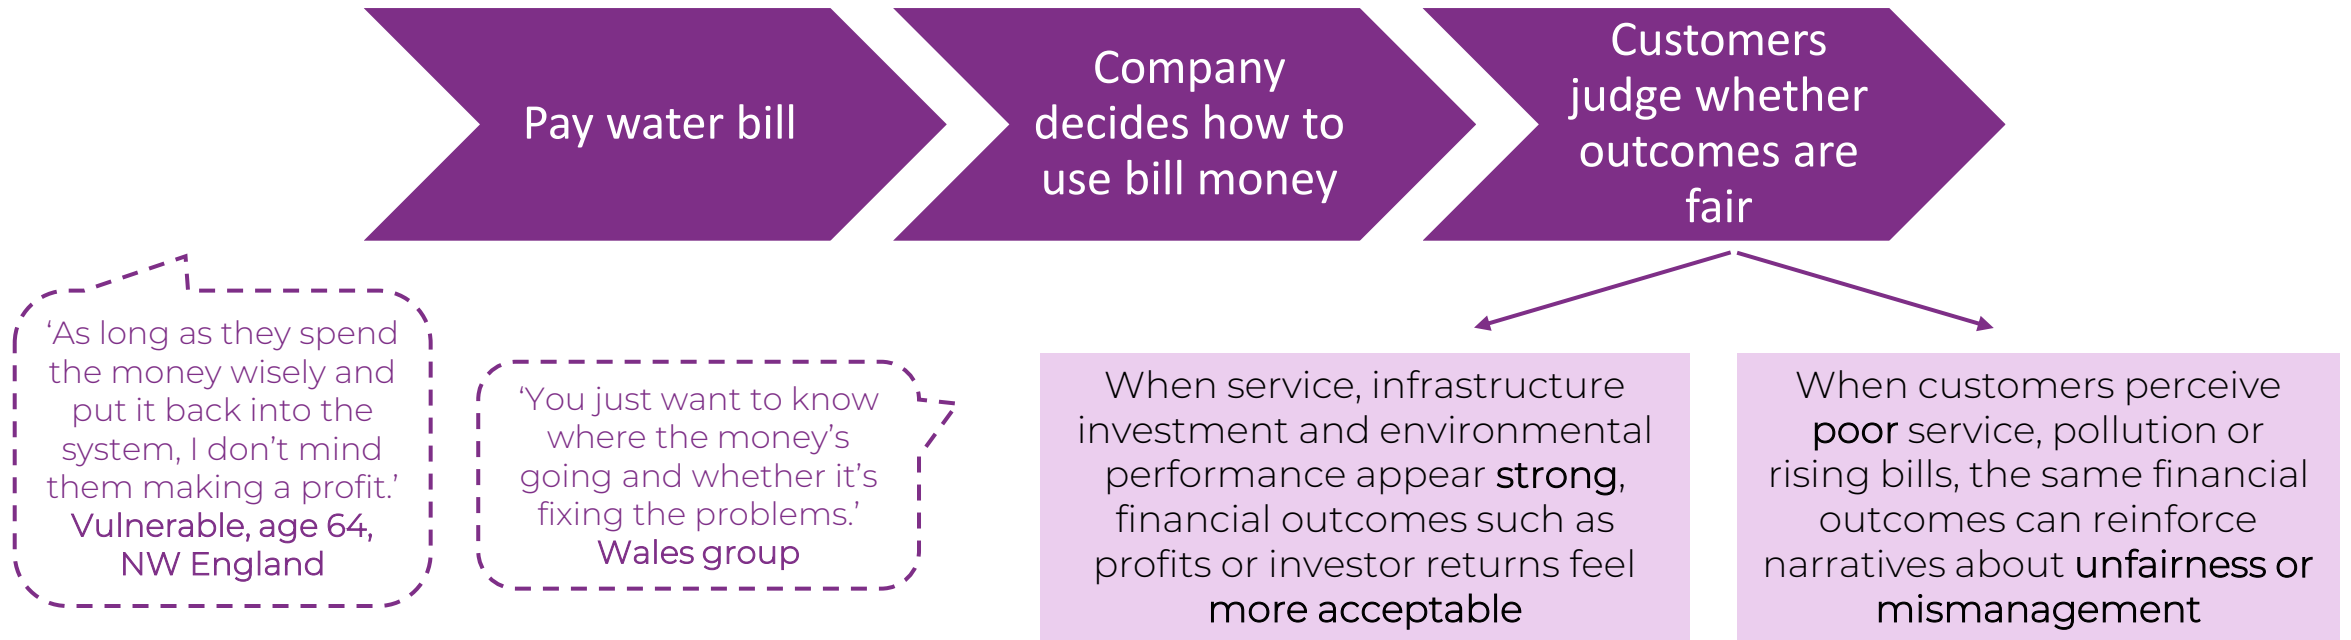 Pay water bill
Company
decides how to
use bill money
Customers
judge whether
outcomes are
fair
‘As long as they spend
the money wisely and
put it back into the
system, I don’t mind
them making a profit.’
Vulnerable, age 64,
NW England
‘You just want to know
where the money’s
going and whether it’s
fixing the problems.’
Wales group
When service, infrastructure
investment and environmental
performance appear strong,
financial outcomes such as
profits or investor returns feel
more acceptable
When customers perceive
poor service, pollution or
rising bills, the same financial
outcomes can reinforce
narratives about unfairness or
mismanagement